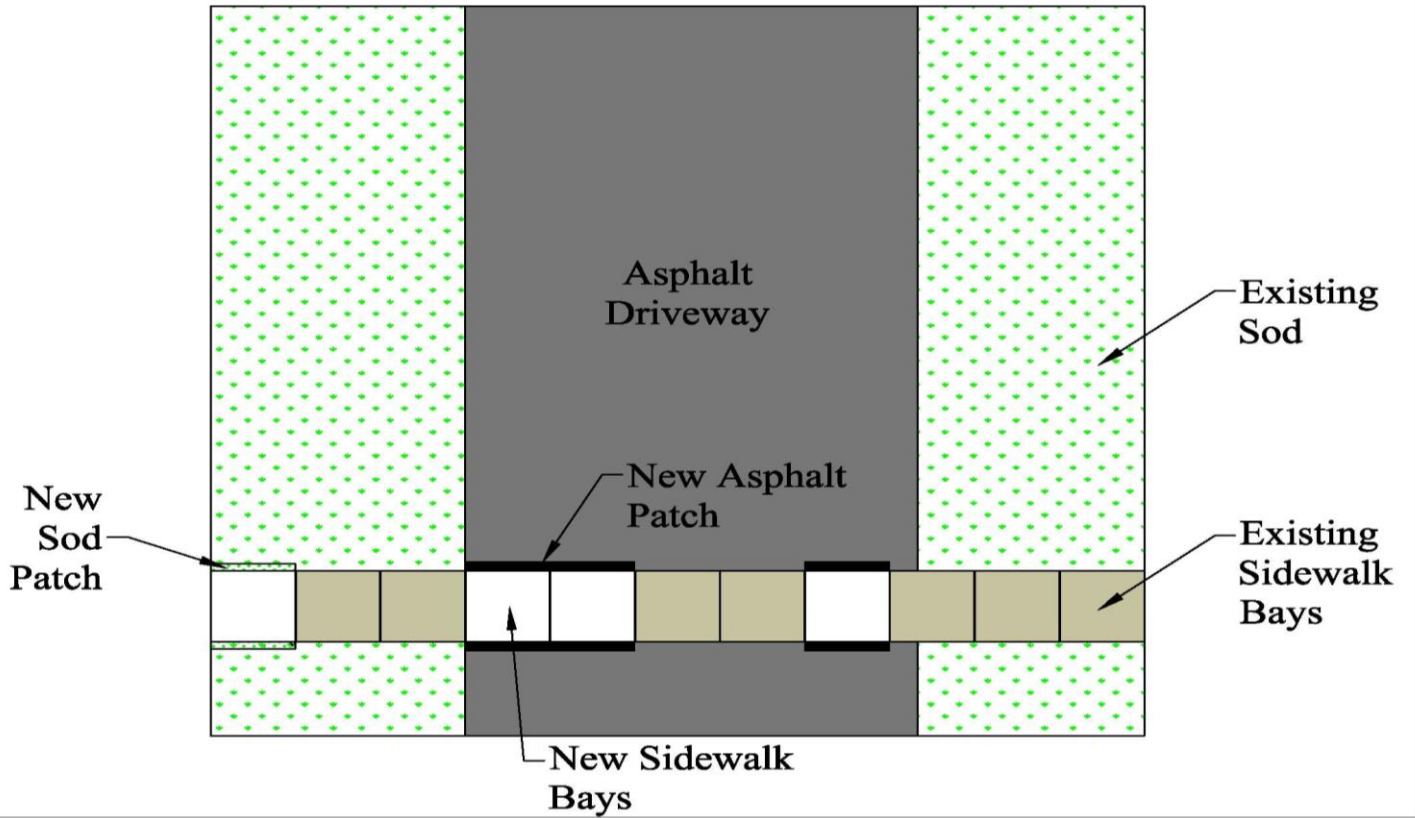 Asphalt
Driveway
Existing
Sod
New Asphalt
Patch
New
Sod
Patch
Existing
Sidewalk
Bays
New Sidewalk
Bays